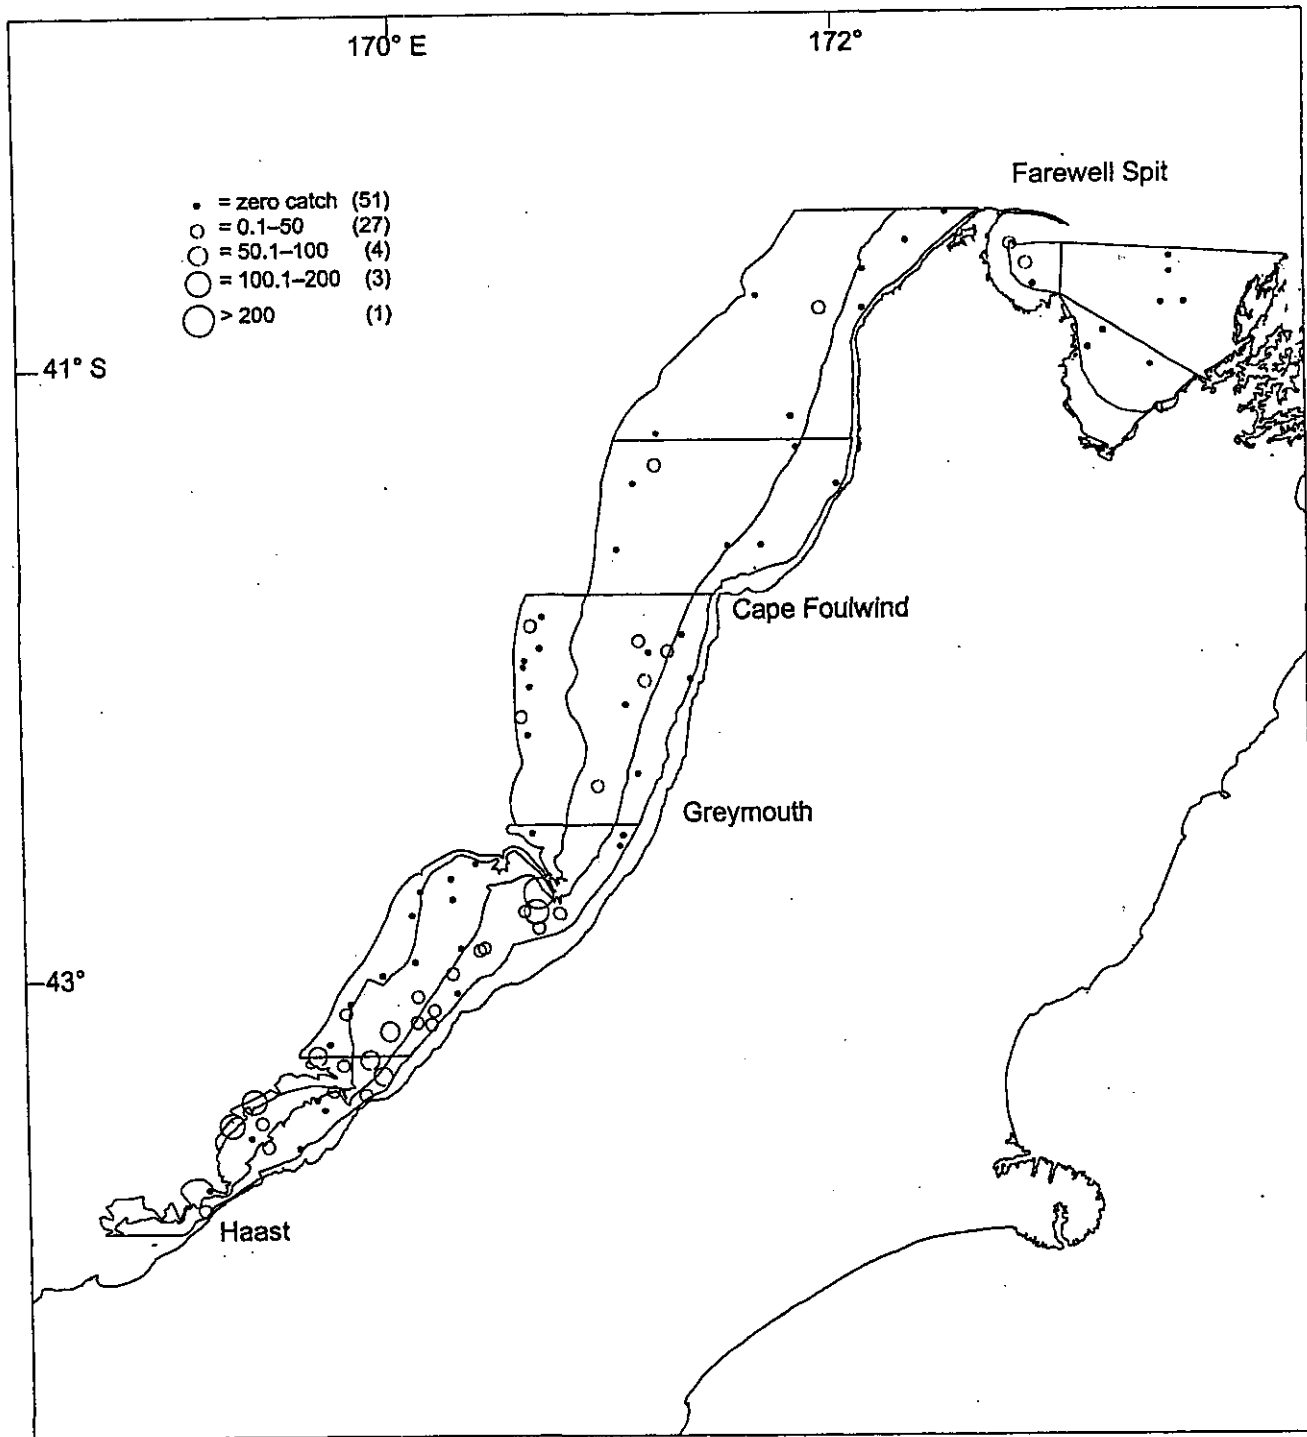 170° E
172°
Farewell Spit
• = zero catch (51)
= 0.1–50 (27)
= 50.1–100 (4)
= 100.1–200 (3)
> 200 (1)
41° S
Cape Foulwind
Greymouth
43°
Haast